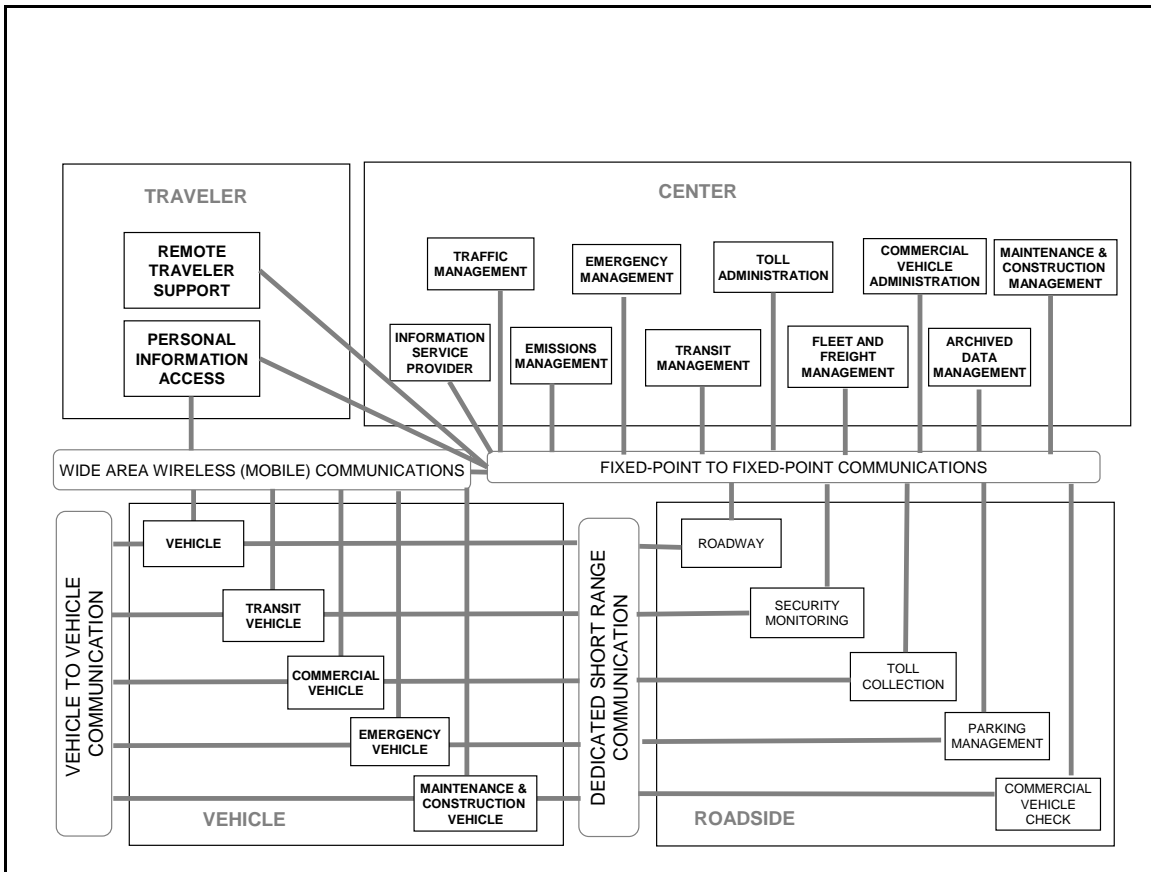 TRAVELER
REMOTE
TRAVELER
SUPPORT
PERSONAL
INFORMATION
ACCESS
CENTER
TRAFFIC
MANAGEMENT
EMERGENCY
MANAGEMENT
TOLL
ADMINISTRATION
COMMERCIAL
VEHICLE
ADMINISTRATION
MAINTENANCE &
CONSTRUCTION
MANAGEMENT
INFORMATION
SERVICE
PROVIDER
EMISSIONS
MANAGEMENT
TRANSIT
MANAGEMENT
FLEET AND
FREIGHT
MANAGEMENT
ARCHIVED
DATA
MANAGEMENT
WIDE AREA WIRELESS (MOBILE) COMMUNICATIONS
FIXED-POINT TO FIXED-POINT COMMUNICATIONS
VEHICLE TO VEHICLE
COMMUNICATION
VEHICLE
TRANSIT
VEHICLE
COMMERCIAL
VEHICLE
EMERGENCY
VEHICLE
MAINTENANCE &
CONSTRUCTION
VEHICLE
VEHICLE
DEDICATED SHORT RANGE
COMMUNICATION
ROADWAY
SECURITY
MONITORING
TOLL
COLLECTION
PARKING
MANAGEMENT
COMMERCIAL
VEHICLE
CHECK
ROADSIDE